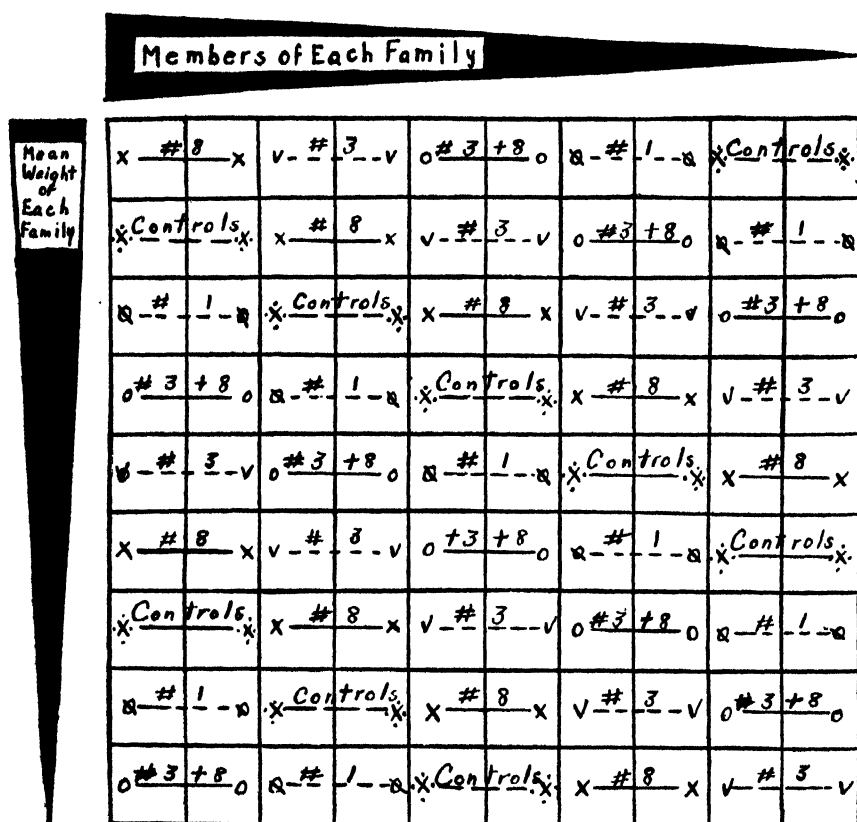 Members of Each Family
Mean
Weight
of
Each
Family
x # 8 x v # 3 v o # 3 + 8 o # 1 Controls
Controls x # 8 x v # 3 v o #3 + 8 o # 1
# 1 Controls x # 8 x v # 3 v o #3 + 8 o
o # 3 + 8 o # 1 Controls x # 8 x v # 3 v
v # 3 v o #3 + 8 o # 1 Controls x # 8 x
x # 8 x v # 3 v o +3 + 8 o # 1 Controls
Controls x # 8 x v # 3 v o #3 + 8 o # 1
# 1 Controls x # 8 x v # 3 v o # 3 + 8 o
o # 3 + 8 o # 1 Controls x # 8 x v # 3 v